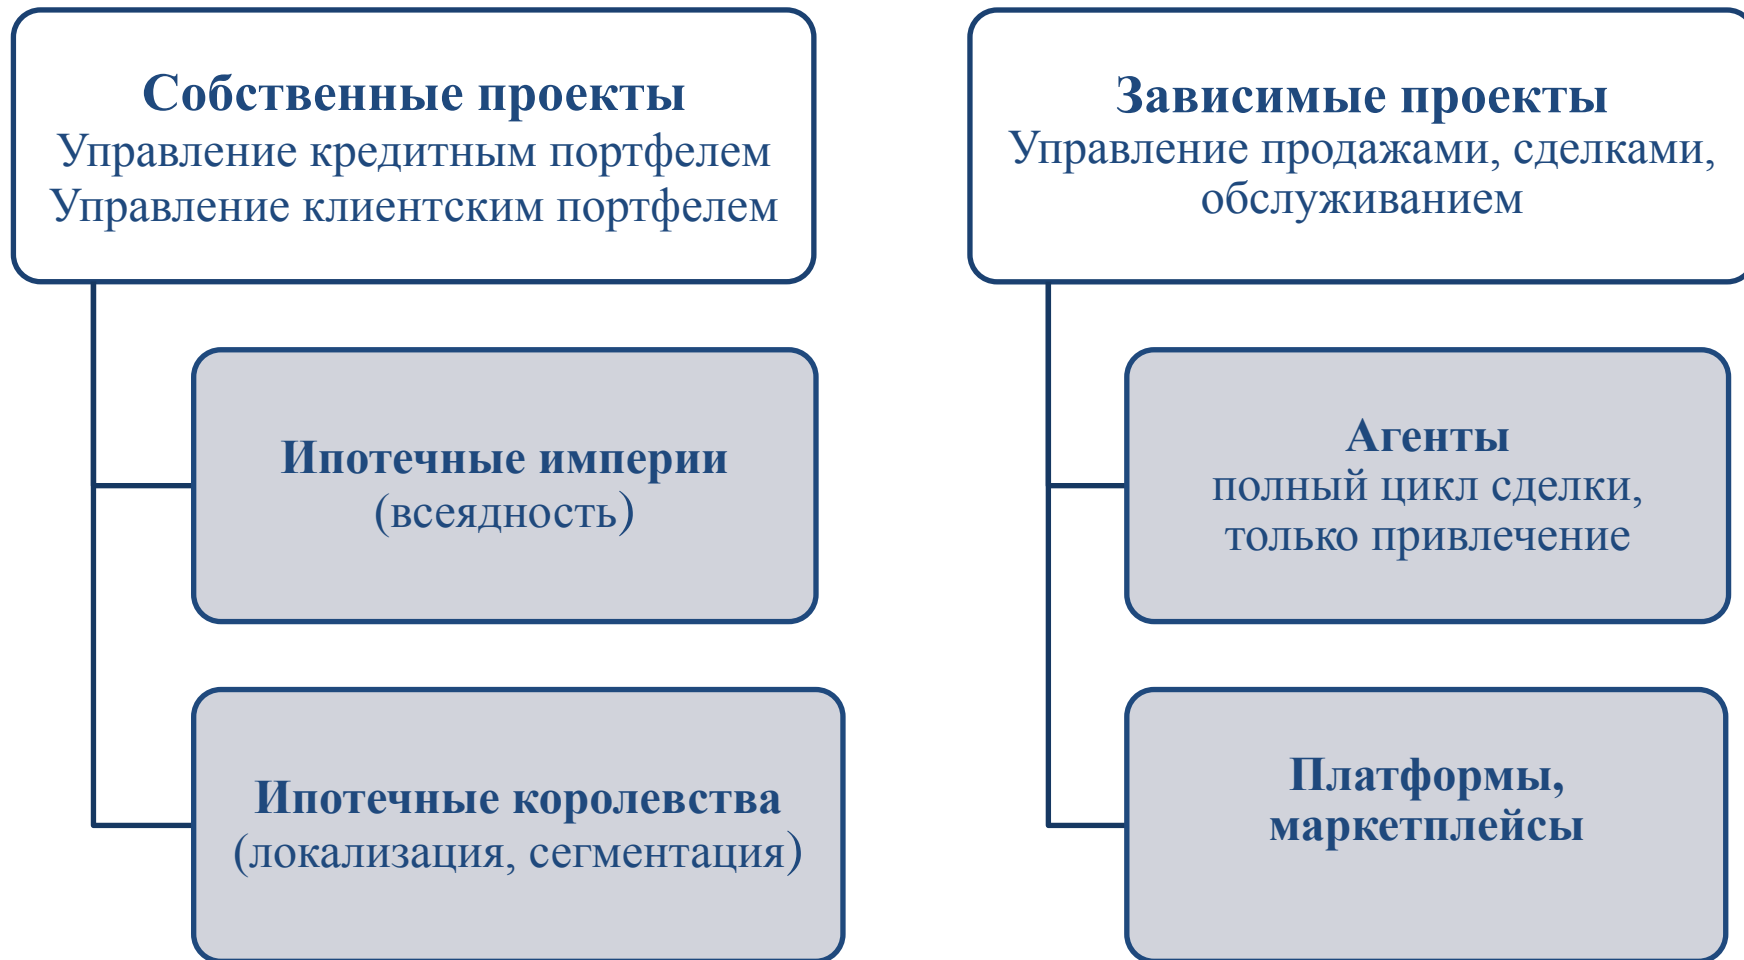 Собственные проекты
Управление кредитным портфелем
Управление клиентским портфелем
Ипотечные империи
(всеядность)
Ипотечные королевства
(локализация, сегментация)
Зависимые проекты
Управление продажами, сделками,
обслуживанием
Агенты
полный цикл сделки,
только привлечение
Платформы,
маркетплейсы